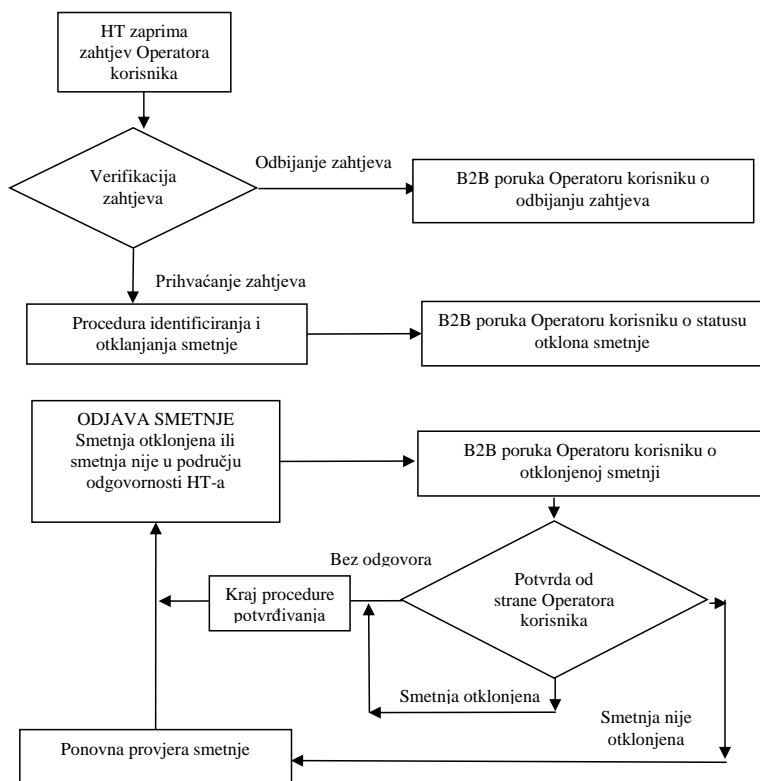 HT zaprima
zahtjev Operatora
korisnika
Verifikacija
zahtjeva
Odbijanje zahtjeva
B2B poruka Operatoru korisniku o
odbijanju zahtjeva
Prihvaćanje zahtjeva
Procedura identificiranja i
otklanjanja smetnje
B2B poruka Operatoru korisniku o statusu
otklona smetnje
ODJAVA SMETNJE
Smetnja otklonjena ili
smetnja nije u području
odgovornosti HT-a
B2B poruka Operatoru korisniku o
otklonjenoj smetnji
Bez odgovora
Kraj procedure
potvrđivanja
Potvrda od
strane Operatora
korisnika
Smetnja otklonjena
Smetnja nije
otklonjena
Ponovna provjera smetnje